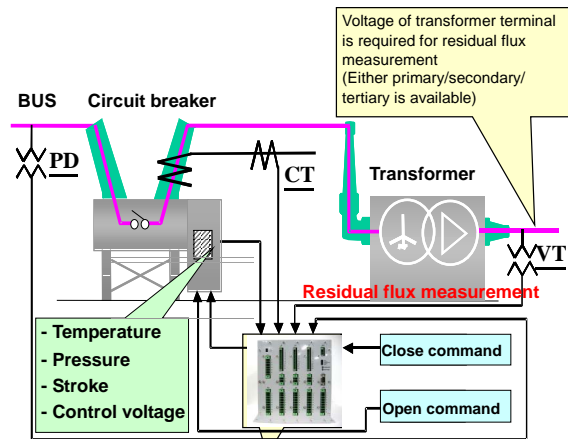 Voltage of transformer terminal
is required for residual flux
measurement
(Either primary/secondary/
tertiary is available)
BUS
Circuit breaker
PD
CT
Transformer
VT
Residual flux measurement
- Temperature
- Pressure
- Stroke
- Control voltage
Close command
Open command